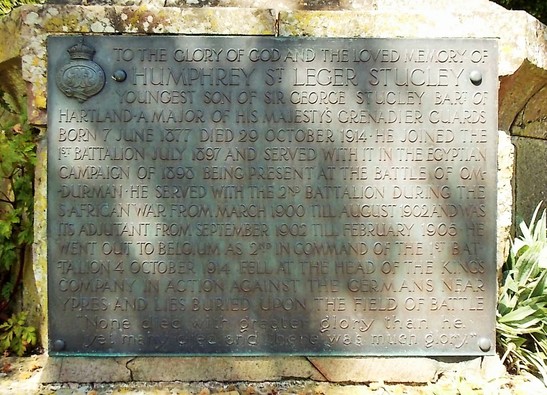 TO THE GLORY OF GOD AND THE LOVED MEMORY OF
HUMPHREY ST LEGER STUCLEY
YOUNGEST SON OF SIR GEORGE STUCLEY BART OF
HARTLAND · A MAJOR OF HIS MAJESTYS GRENADIER GUARDS
BORN 7 JUNE 1877 DIED 29 OCTOBER 1914 · HE JOINED THE
1ST BATTALION JULY 1897 AND SERVED WITH IT IN THE EGYPTIAN
CAMPAIGN OF 1898 BEING PRESENT AT THE BATTLE OF OM-
DURMAN · HE SERVED WITH THE 2ND BATTALION DURING THE
S AFRICAN WAR FROM MARCH 1900 TILL AUGUST 1902 AND WAS
ITS ADJUTANT FROM SEPTEMBER 1902 TILL FEBRUARY 1905 · HE
WENT OUT TO BELGIUM AS 2ND IN COMMAND OF THE 1ST BAT-
TALION 4 OCTOBER 1914 FELL AT THE HEAD OF THE KING'S
COMPANY IN ACTION AGAINST THE GERMANS NEAR
YPRES AND LIES BURIED UPON THE FIELD OF BATTLE
None died with greater glory than he
yet many died and there was much glory